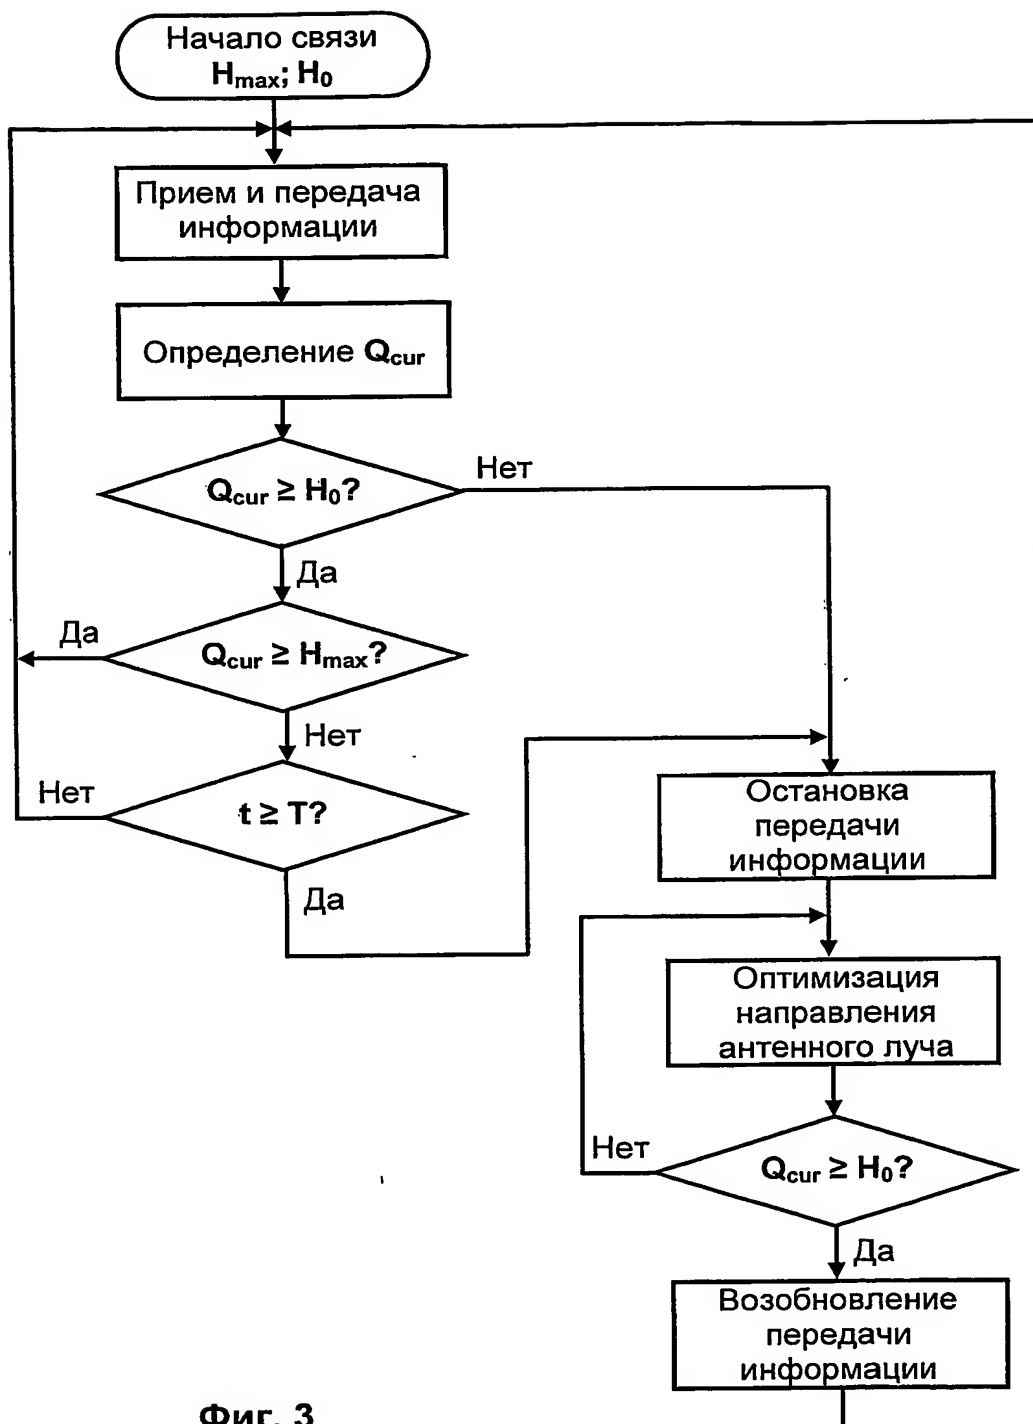 Начало связи
Hmax; H0
Прием и передача
информации
Определение Qcur
Qcur ≥ H0?
Нет
Да
Qcur ≥ Hmax?
Да
Нет
t ≥ T?
Нет
Да
Остановка
передачи
информации
Оптимизация
направления
антенного луча
Qcur ≥ H0?
Нет
Да
Возобновление
передачи
информации
Фиг. 3